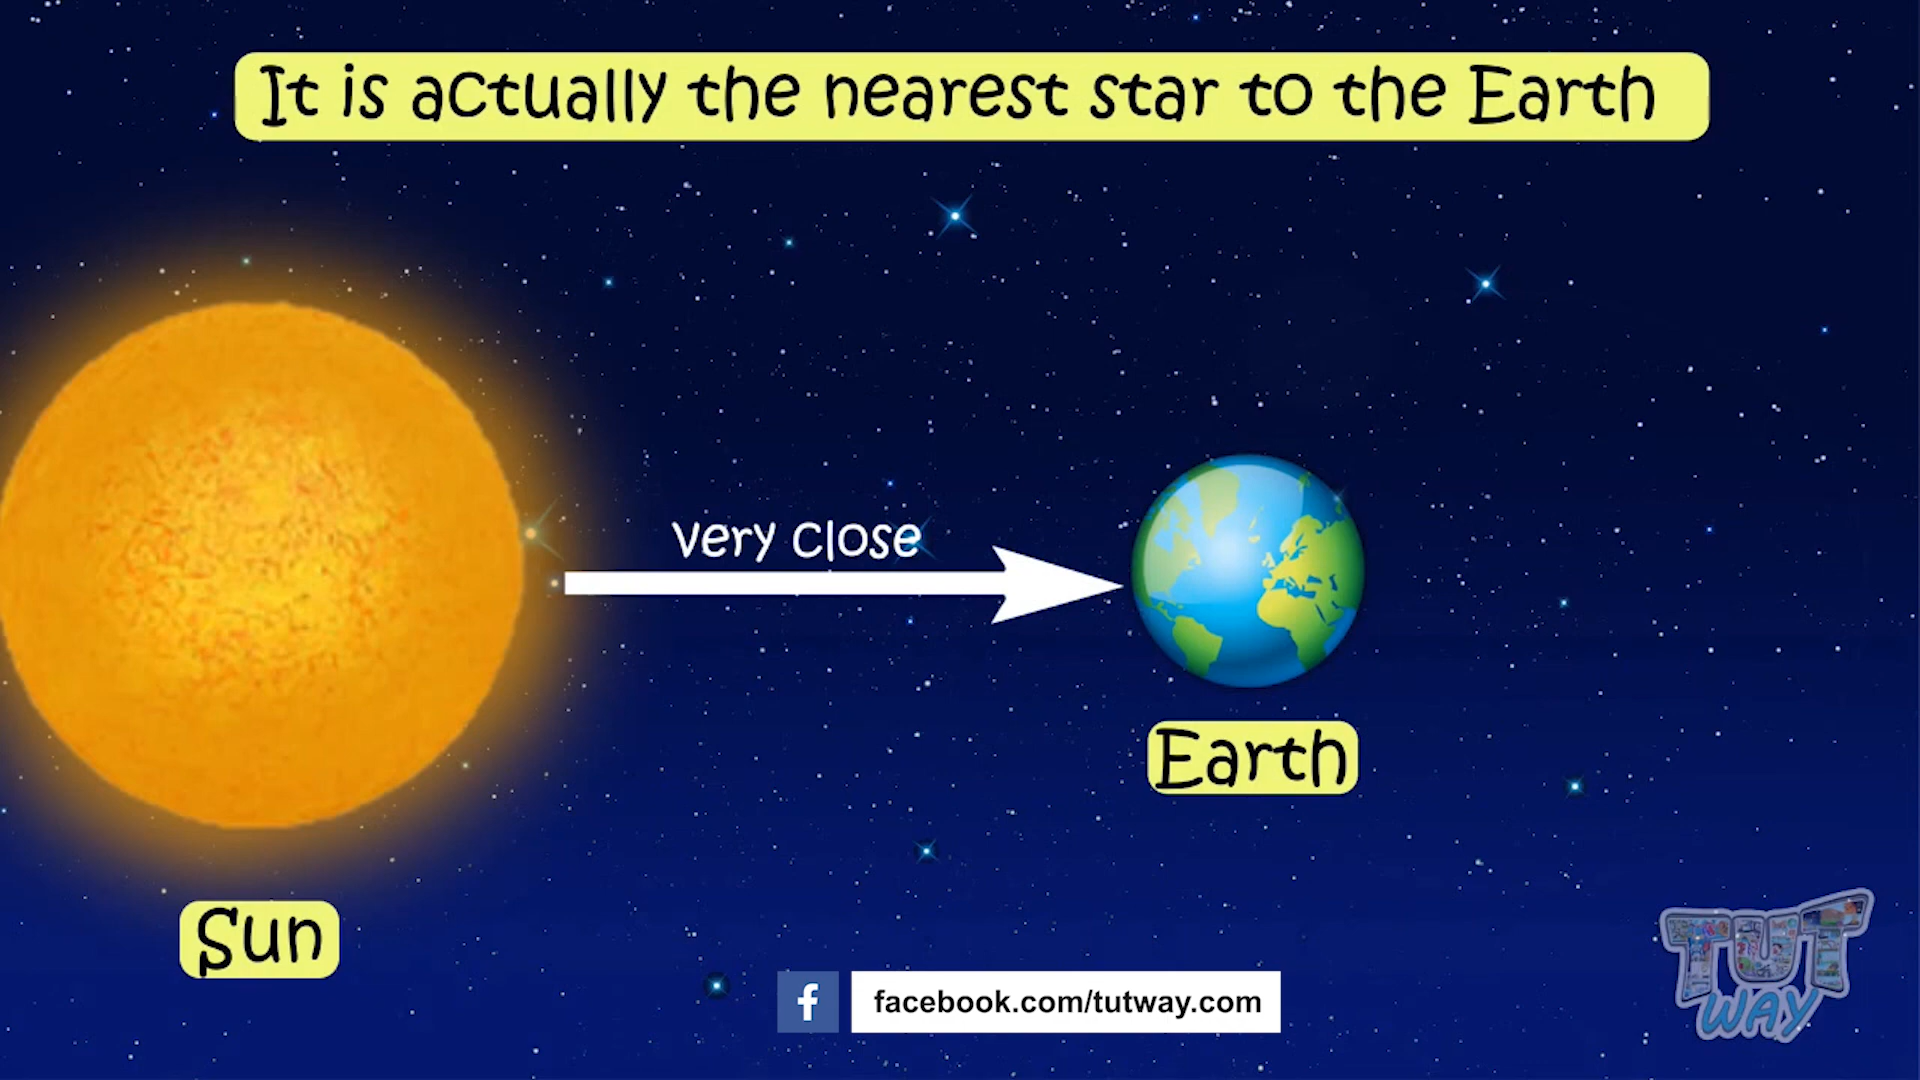 It is actually the nearest star to the Earth
very close
Earth
Sun
f facebook.com/tutway.com
TUT
WAY